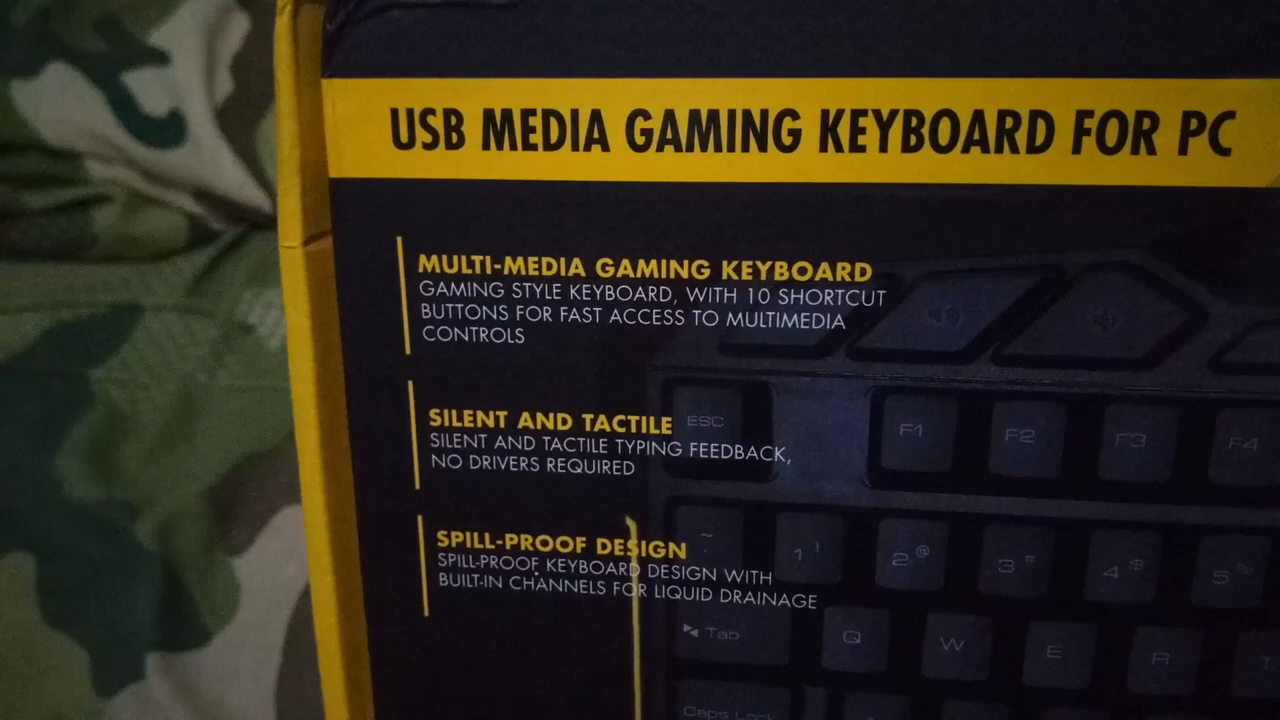 USB MEDIA GAMING KEYBOARD FOR PC
MULTI-MEDIA GAMING KEYBOARD
GAMING STYLE KEYBOARD, WITH 10 SHORTCUT
BUTTONS FOR FAST ACCESS TO MULTIMEDIA
CONTROLS
SILENT AND TACTILE
SILENT AND TACTILE TYPING FEEDBACK,
NO DRIVERS REQUIRED
SPILL-PROOF DESIGN
SPILL-PROOF KEYBOARD DESIGN WITH
BUILT-IN CHANNELS FOR LIQUID DRAINAGE
ESC F1 F2 F3 F4
~ 1 ! 2 @ 3 # 4 $ 5
Tab Q W E R T
Caps Lock